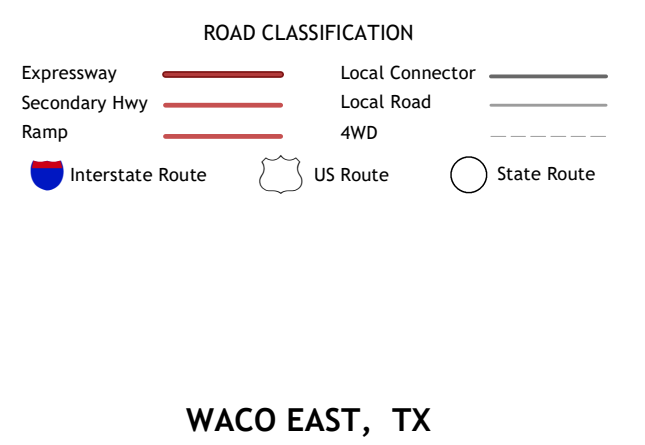 ROAD CLASSIFICATION
Expressway
Local Connector
Secondary Hwy
Local Road
Ramp
4WD
Interstate Route
US Route
State Route
WACO EAST, TX